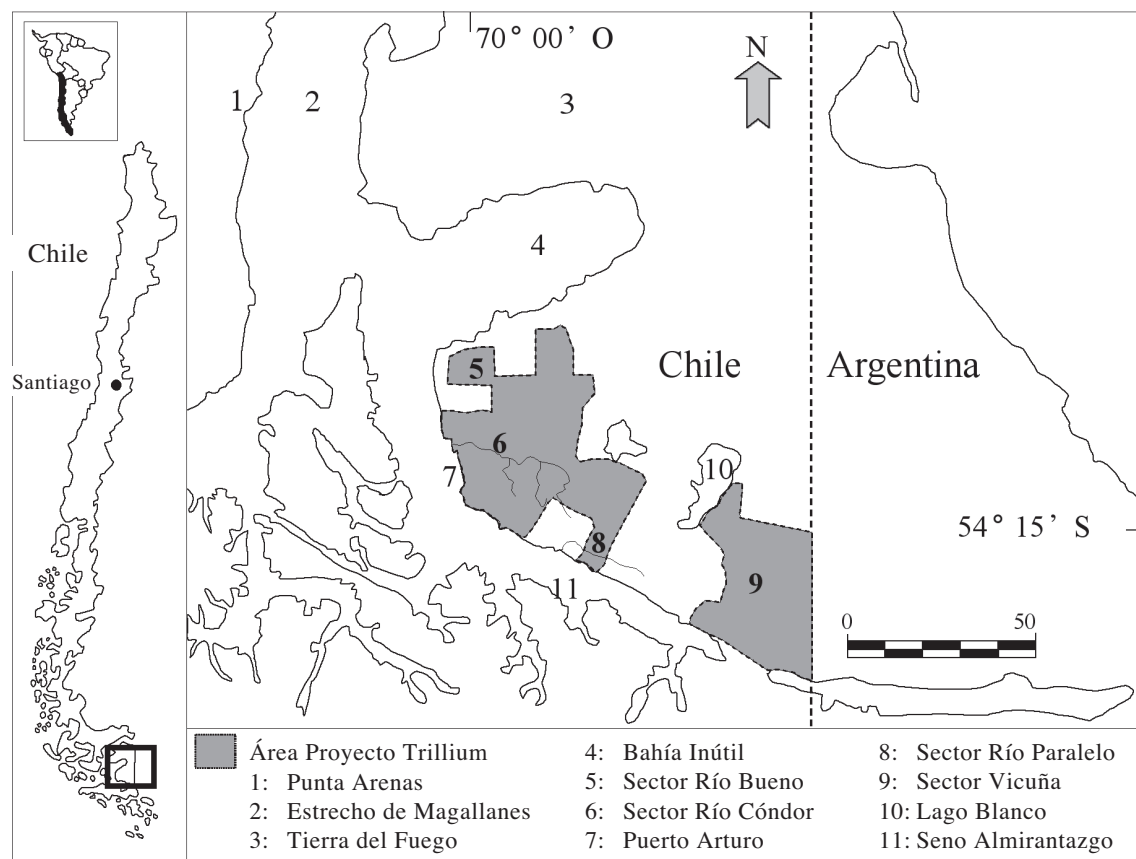 70° 00’ O
N
1
2
3
Chile
4
Santiago
5
Chile
Argentina
6
7
10
54° 15’ S
8
9
11
0
50
Área Proyecto Trillium
1: Punta Arenas
2: Estrecho de Magallanes
3: Tierra del Fuego
4: Bahía Inútil
5: Sector Río Bueno
6: Sector Río Cóndor
7: Puerto Arturo
8: Sector Río Paralelo
9: Sector Vicuña
10: Lago Blanco
11: Seno Almirantazgo